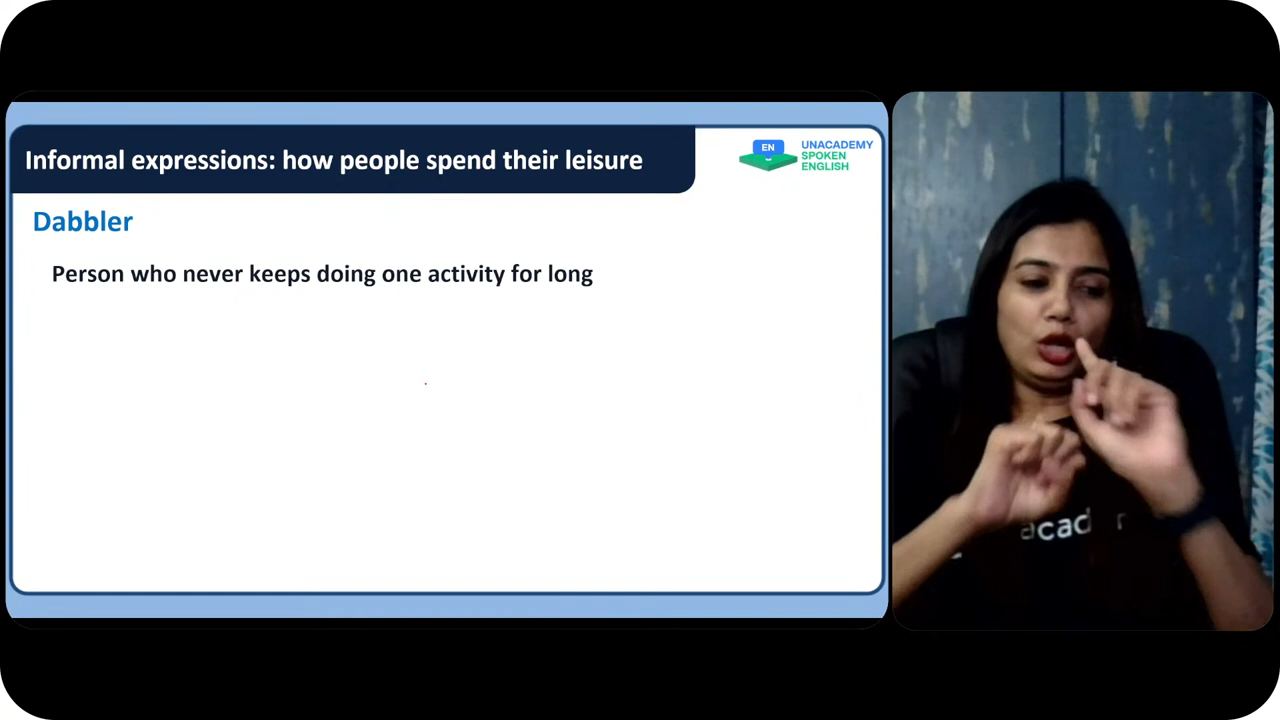 Informal expressions: how people spend their leisure
EN
UNACADEMY
SPOKEN
ENGLISH
Dabbler
Person who never keeps doing one activity for long